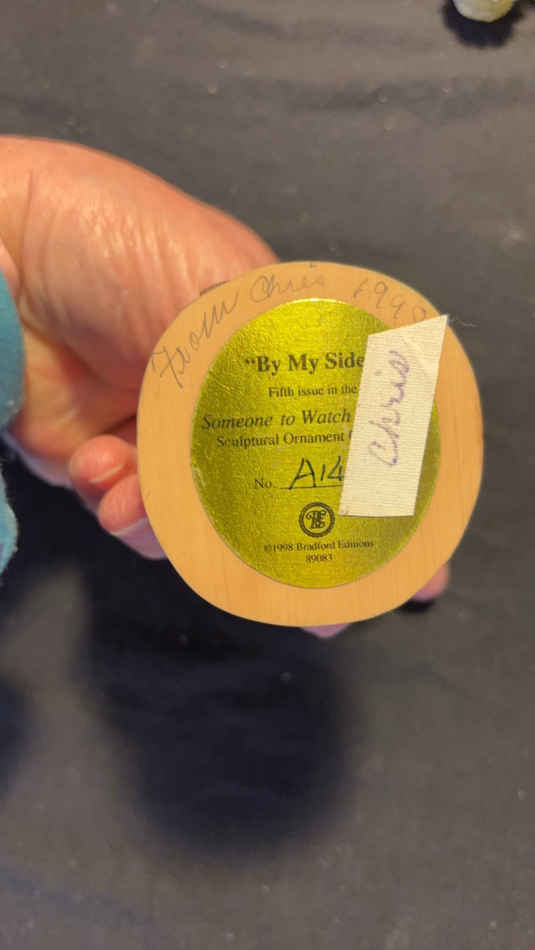 From Chris 1999
"By My Side
Fifth issue in the
Someone to Watch
Sculptural Ornament
No. A14
Chris
©1998 Bradford Editions
89083